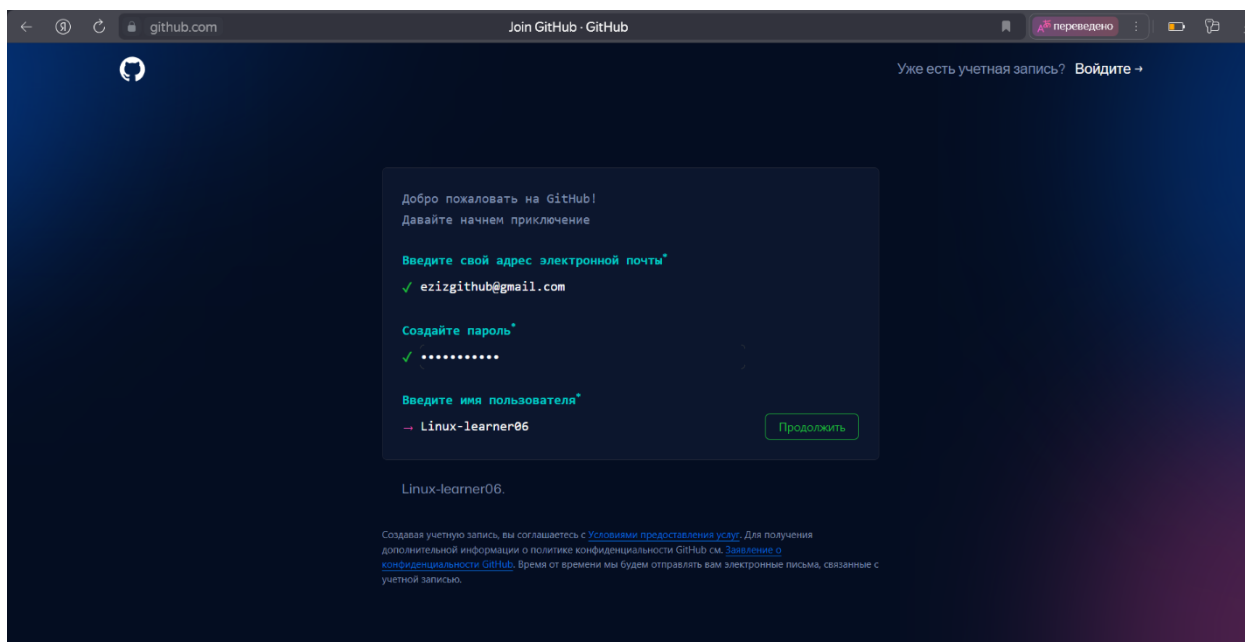 github.com
Join GitHub · GitHub
переведено
Уже есть учетная запись? Войдите →
Добро пожаловать на GitHub!
Давайте начнем приключение
Введите свой адрес электронной почты*
✓ ezizgithub@gmail.com
Создайте пароль*
✓ •••••••••••
Введите имя пользователя*
→ Linux-learner06
Продолжить
Linux-learner06.
Создавая учетную запись, вы соглашаетесь с Условиями предоставления услуг. Для получения
дополнительной информации о политике конфиденциальности GitHub см. Заявление о
конфиденциальности GitHub. Время от времени мы будем отправлять вам электронные письма, связанные с
учетной записью.